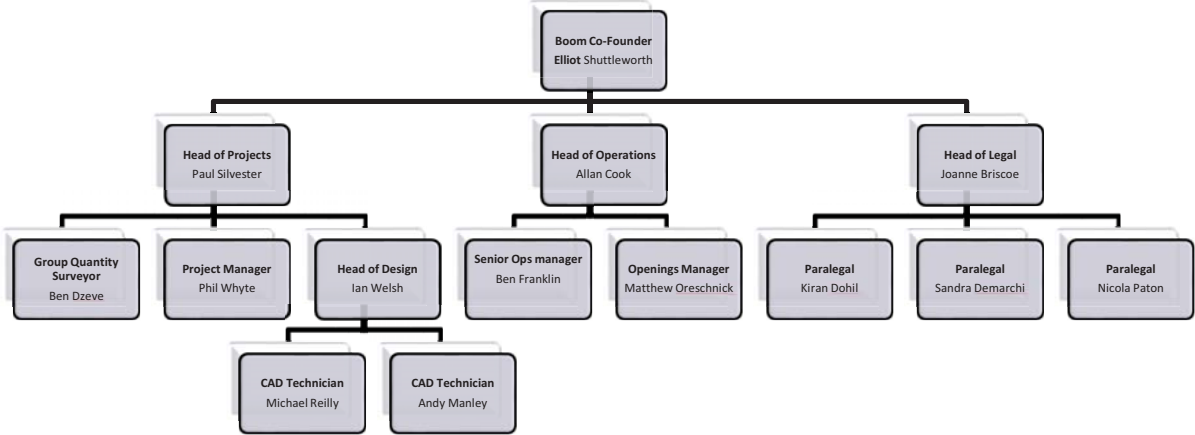 Boom Co-Founder
Elliot Shuttleworth
Head of Projects
Paul Silvester
Head of Operations
Allan Cook
Head of Legal
Joanne Briscoe
Group Quantity
Surveyor
Ben Dzeve
Project Manager
Phil Whyte
Head of Design
Ian Welsh
Senior Ops manager
Ben Franklin
Openings Manager
Matthew Oreschnick
Paralegal
Kiran Dohil
Paralegal
Sandra Demarchi
Paralegal
Nicola Paton
CAD Technician
Michael Reilly
CAD Technician
Andy Manley